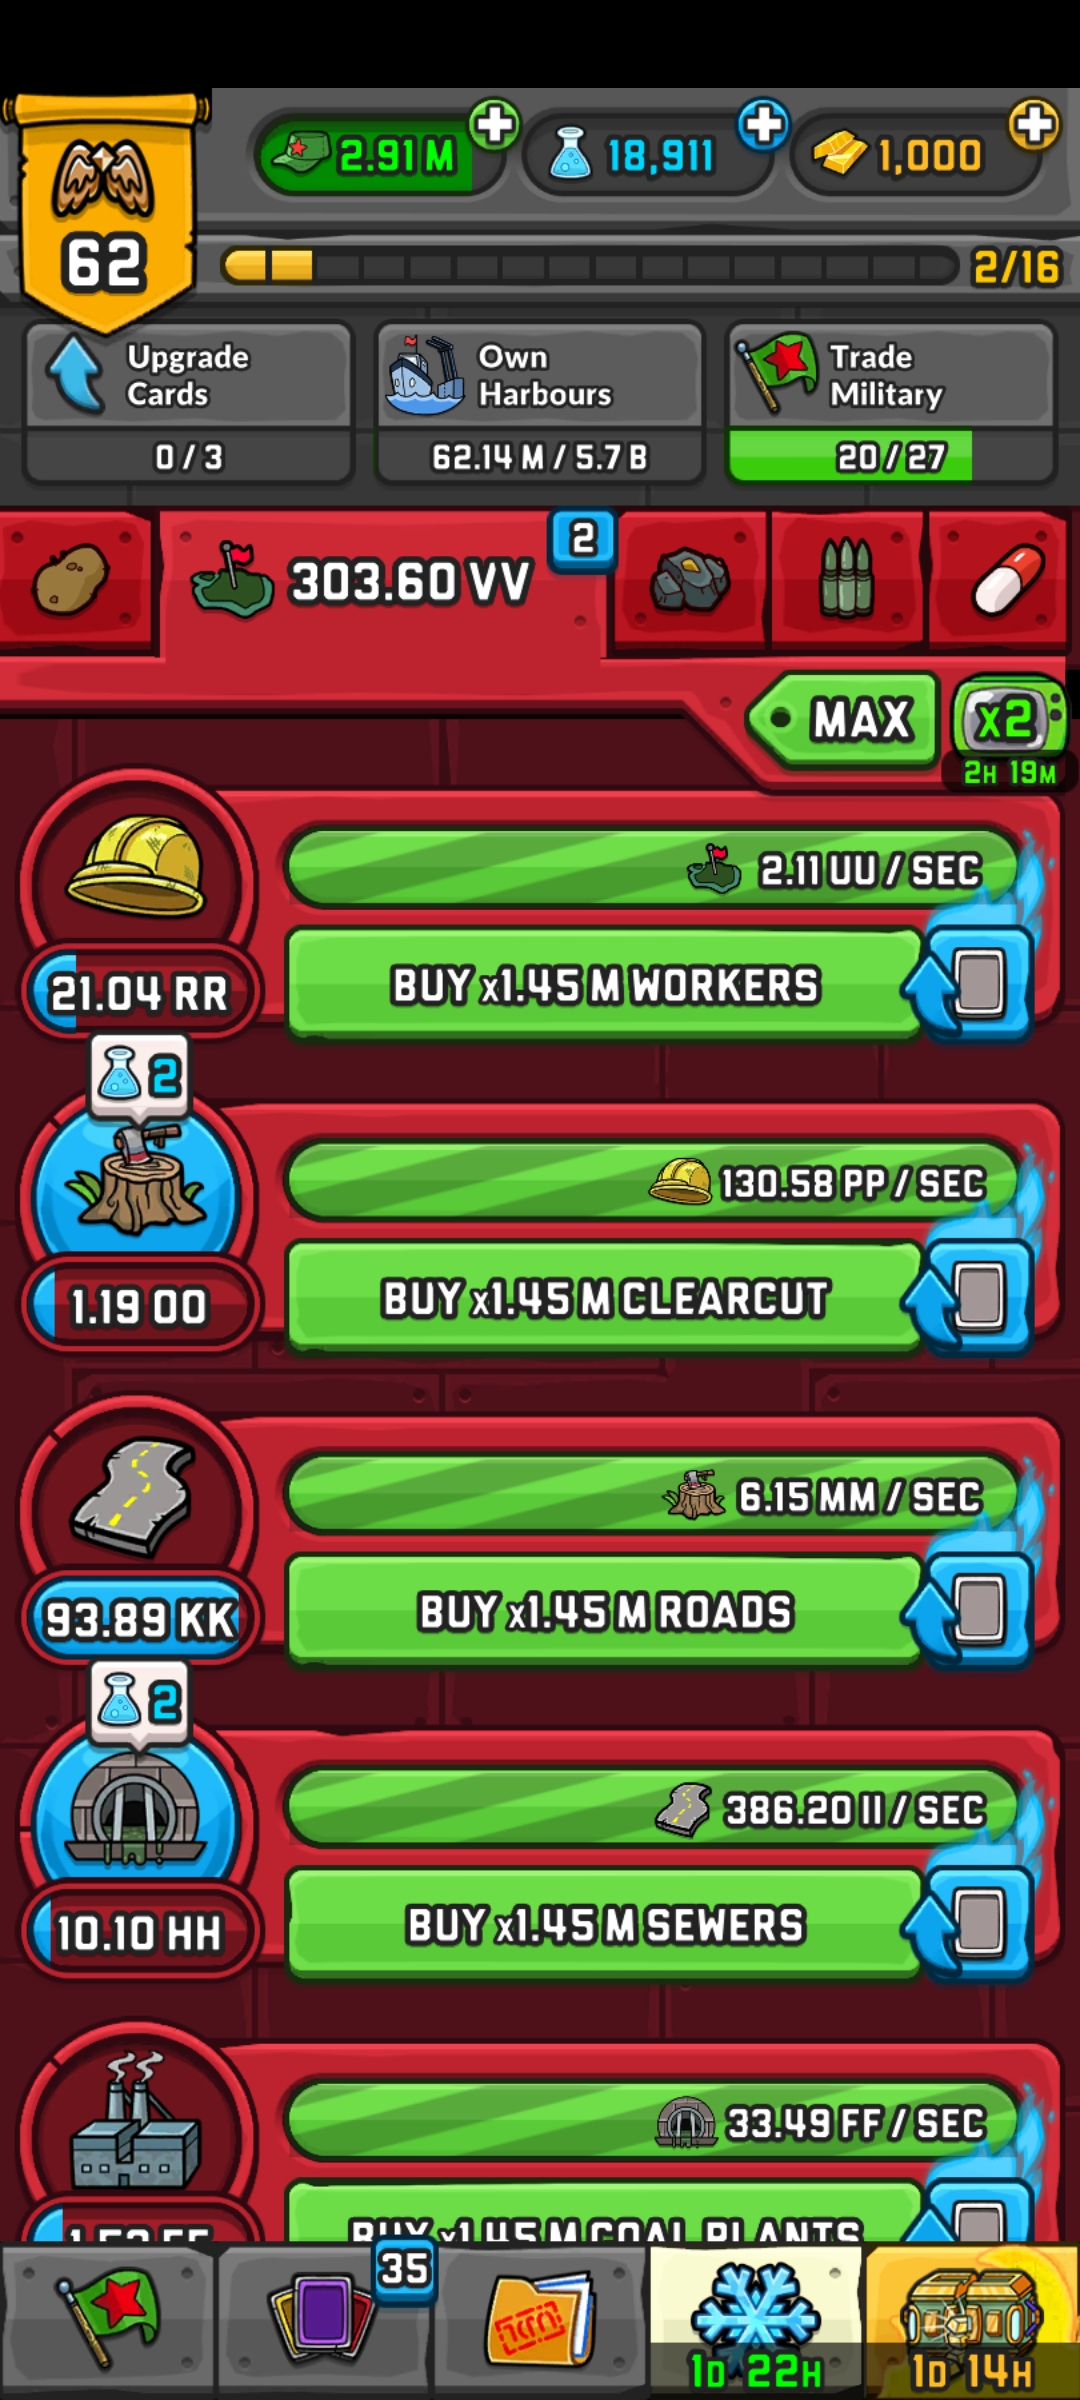 2.91 M
18,911
1,000
62
2/16
Upgrade
Cards
0 / 3
Own
Harbours
62.14 M / 5.7 B
Trade
Military
20 / 27
303.60 VV
2
MAX
x2
2H 19M
2.11 UU / SEC
BUY x1.45 M WORKERS
21.04 RR
2
130.58 PP / SEC
BUY x1.45 M CLEARCUT
1.19 OO
6.15 MM / SEC
BUY x1.45 M ROADS
93.89 KK
2
386.20 II / SEC
BUY x1.45 M SEWERS
10.10 HH
33.49 FF / SEC
BUY x1.45 M COAL PLANTS
35
1D 22H
1D 14H